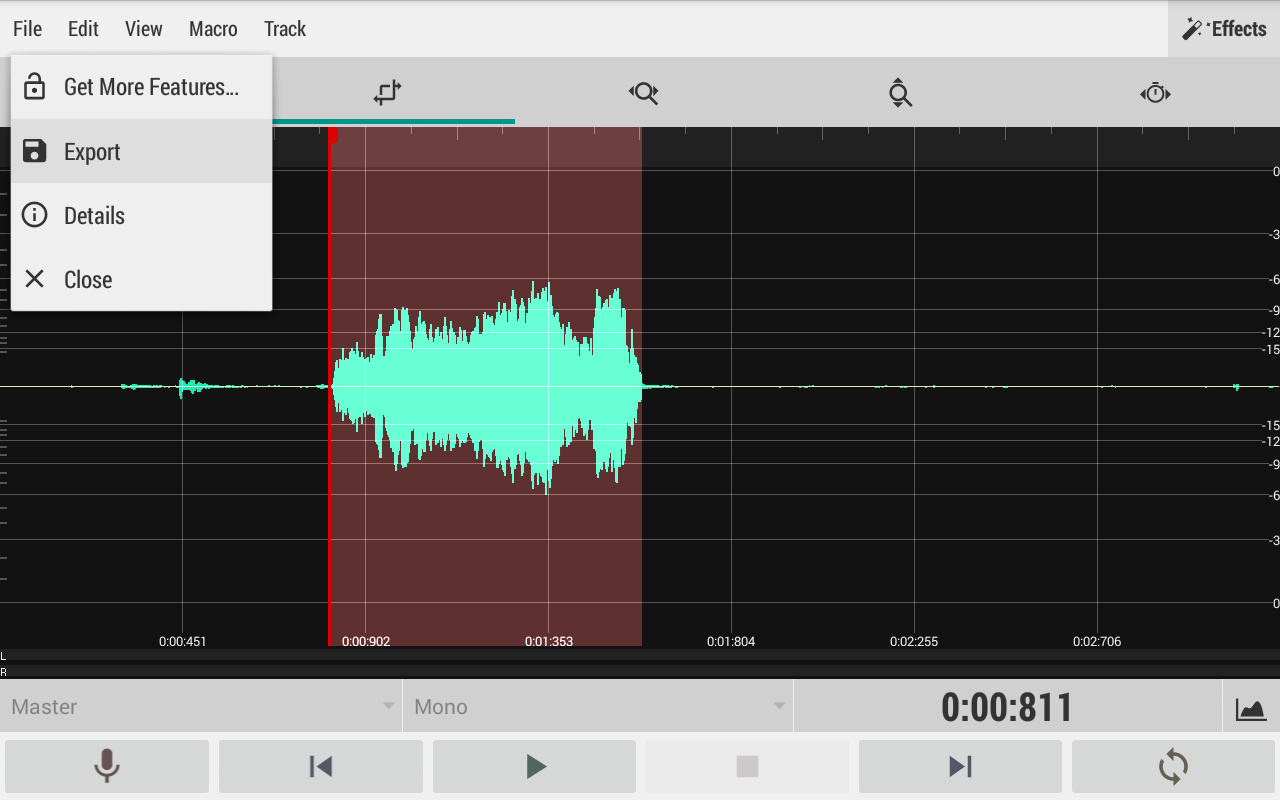 File Edit View Macro Track Effects
Get More Features...
Export
Details
Close
0
-3
-6
-9
-12
-15
-15
-12
-9
-6
-3
0
0:00:451 0:00:902 0:01:353 0:01:804 0:02:255 0:02:706
L
R
Master Mono 0:00:811